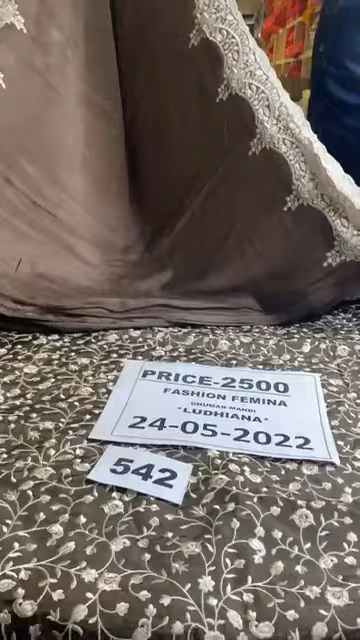 PRICE-2500
FASHION FEMINA
GHUMAR MANDI
-LUDHIANA-
24-05-2022
542